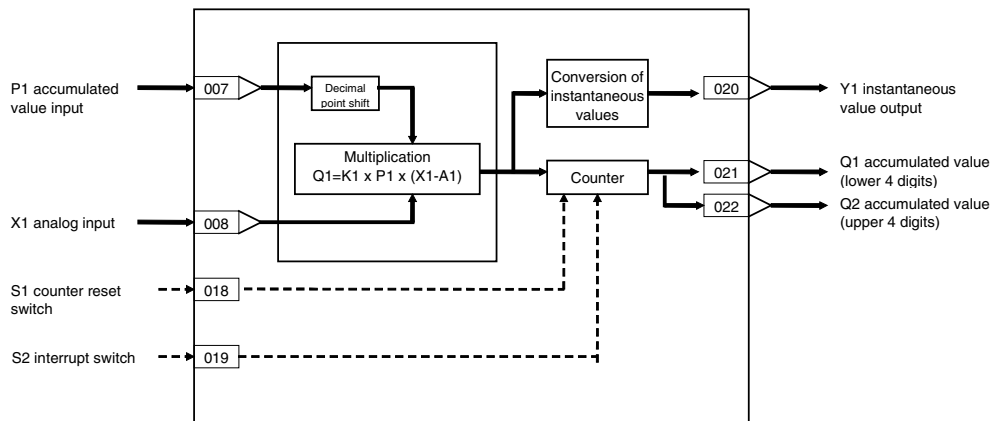 P1 accumulated
value input
007
Decimal
point shift
Conversion of
instantaneous
values
020
Y1 instantaneous
value output
Multiplication
Q1=K1 x P1 x (X1-A1)
Counter
021
Q1 accumulated value
(lower 4 digits)
022
Q2 accumulated value
(upper 4 digits)
X1 analog input
008
S1 counter reset
switch
018
S2 interrupt switch
019